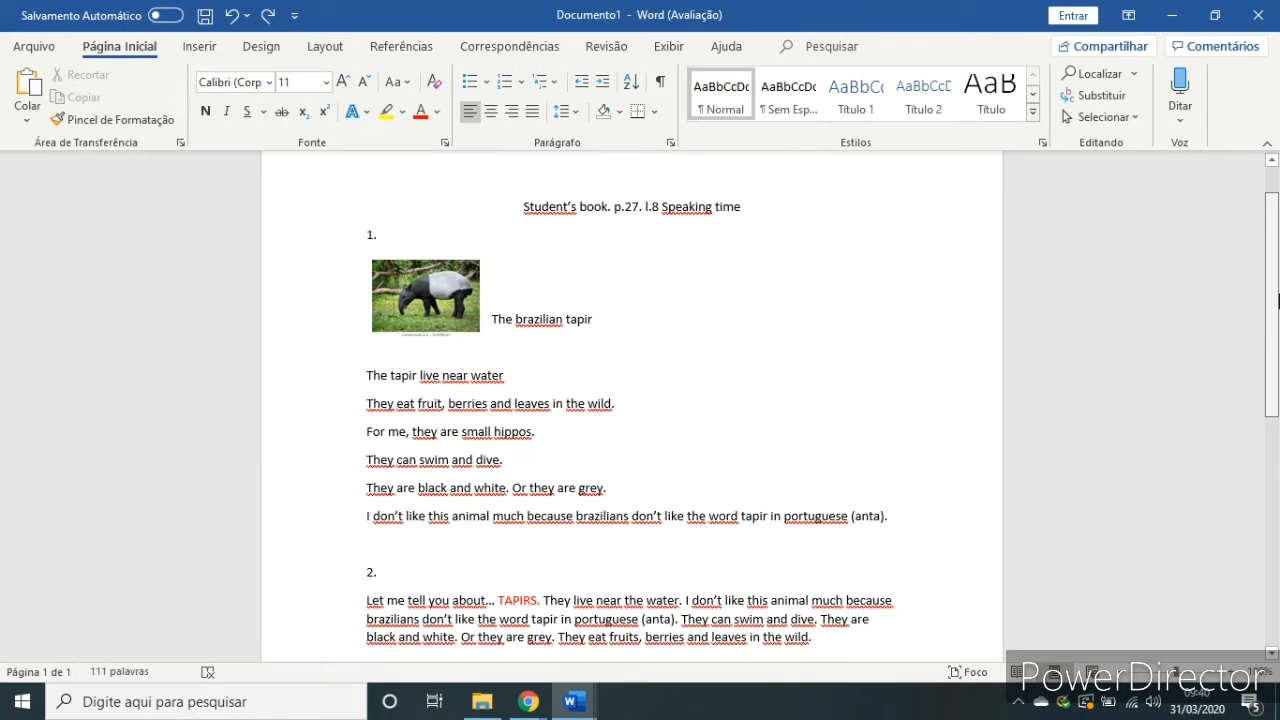 Salvamento Automático
Documento1 - Word (Avaliação)
Entrar
Arquivo Página Inicial Inserir Design Layout Referências Correspondências Revisão Exibir Ajuda Pesquisar Compartilhar Comentários
Colar
Recortar
Copiar
Pincel de Formatação
Área de Transferência
Calibri (Corp 11
Fonte
Parágrafo
AaBbCcDc AaBbCcDc AaBbCc AaBbCcD AaB
¶ Normal ¶ Sem Esp... Título 1 Título 2 Título
Estilos
Localizar
Substituir
Selecionar
Editando
Ditar
Voz
Student's book. p.27. l.8 Speaking time
1.
The brazilian tapir
The tapir live near water
They eat fruit, berries and leaves in the wild.
For me, they are small hippos.
They can swim and dive.
They are black and white. Or they are grey.
I don't like this animal much because brazilians don't like the word tapir in portuguese (anta).
2.
Let me tell you about... TAPIRS. They live near the water. I don't like this animal much because
brazilians don't like the word tapir in portuguese (anta). They can swim and dive. They are
black and white. Or they are grey. They eat fruits, berries and leaves in the wild.
Página 1 de 1 111 palavras
Foco
PowerDirector
Digite aqui para pesquisar
09:40
31/03/2020